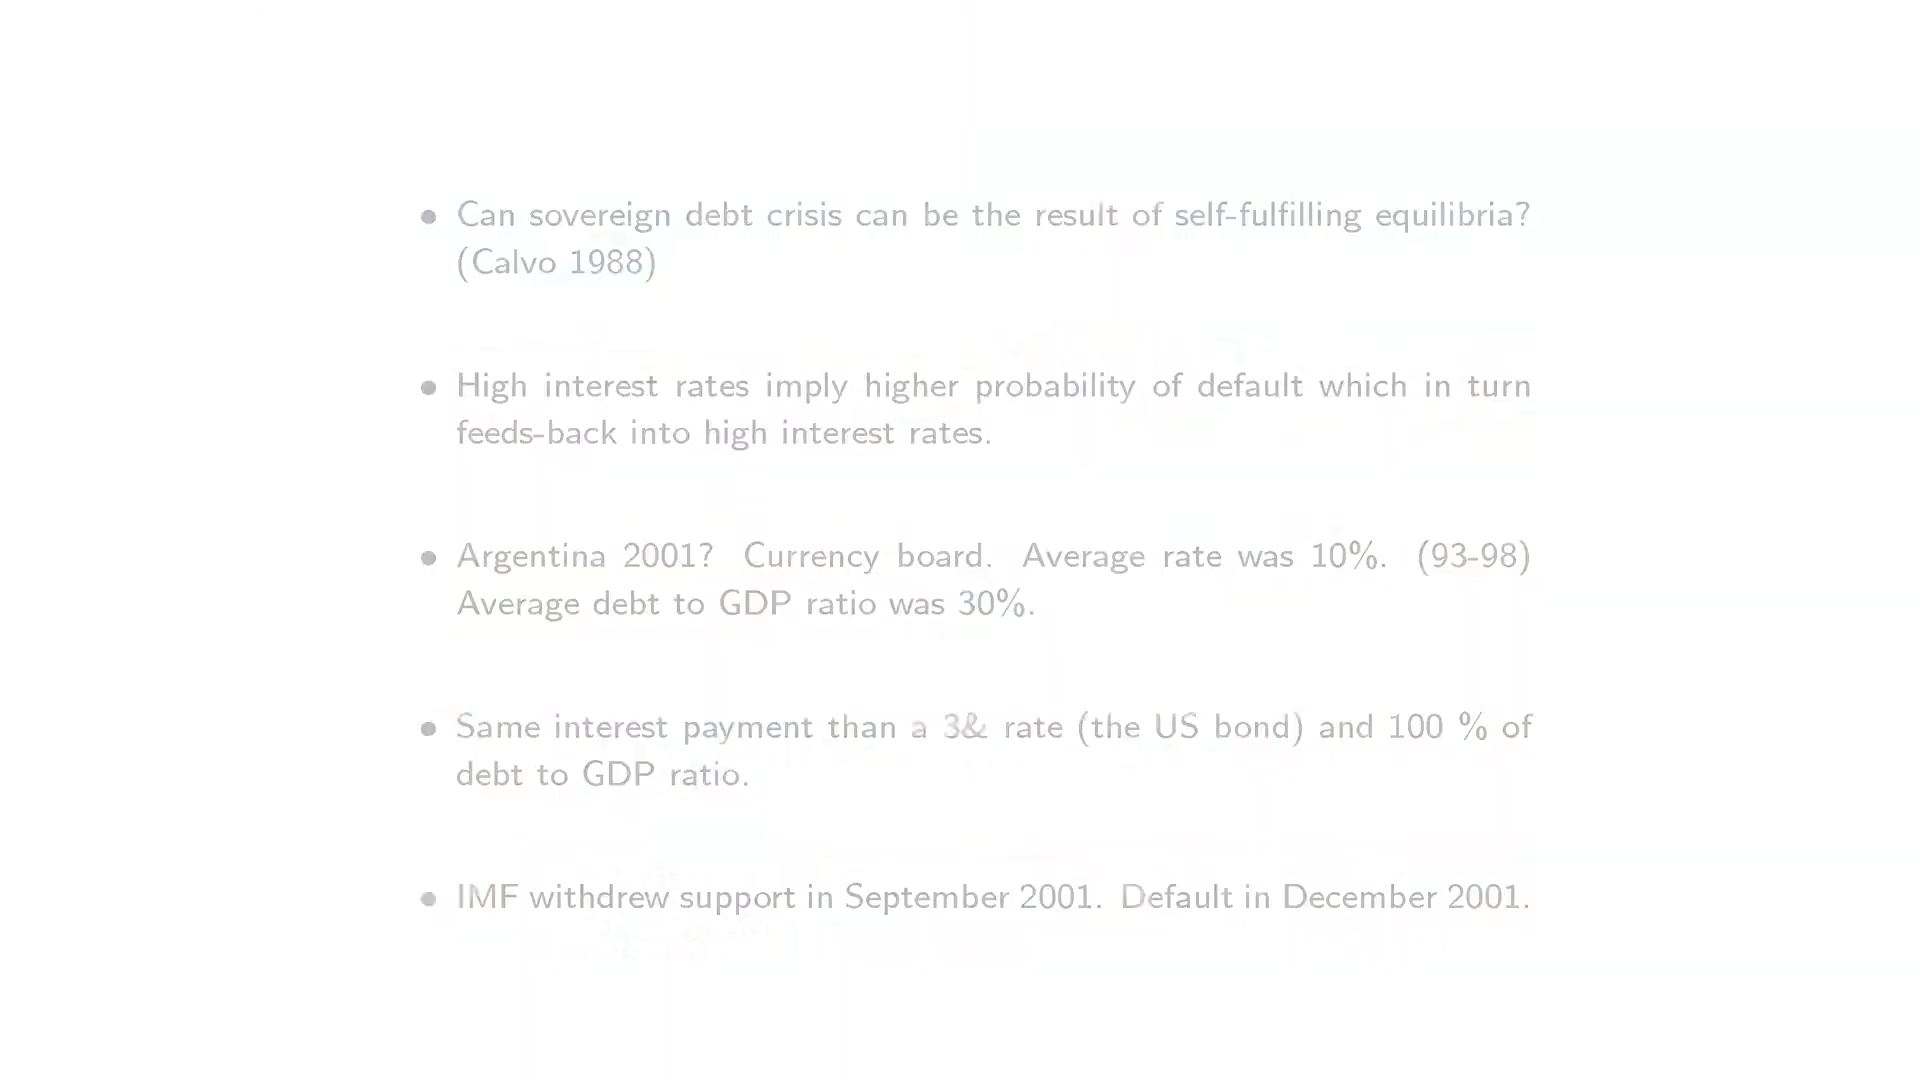 • Can sovereign debt crisis can be the result of self-fulfilling equilibria?
(Calvo 1988)
• High interest rates imply higher probability of default which in turn
feeds-back into high interest rates.
• Argentina 2001? Currency board. Average rate was 10%. (93-98)
Average debt to GDP ratio was 30%.
• Same interest payment than a 3& rate (the US bond) and 100 % of
debt to GDP ratio.
• IMF withdrew support in September 2001. Default in December 2001.